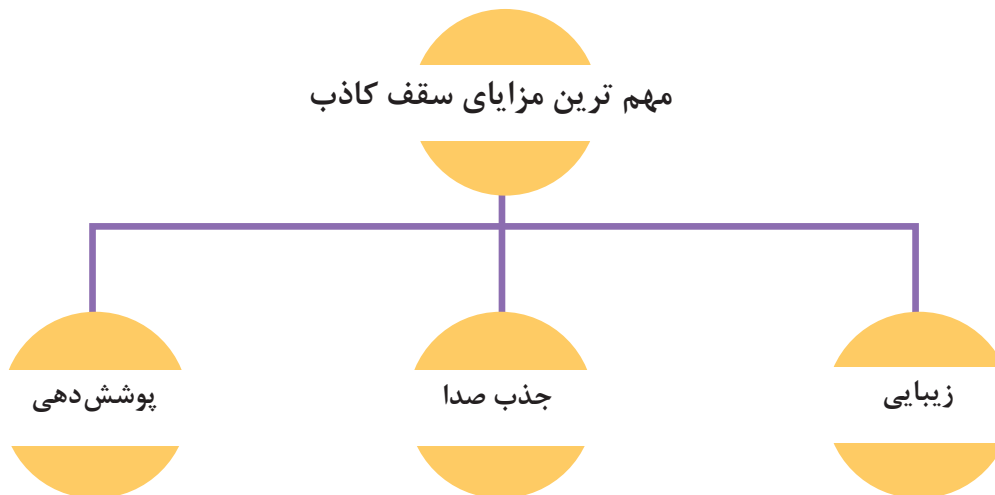 مهم ترین مزایای سقف کاذب
زیبایی
جذب صدا
پوشش‌دهی